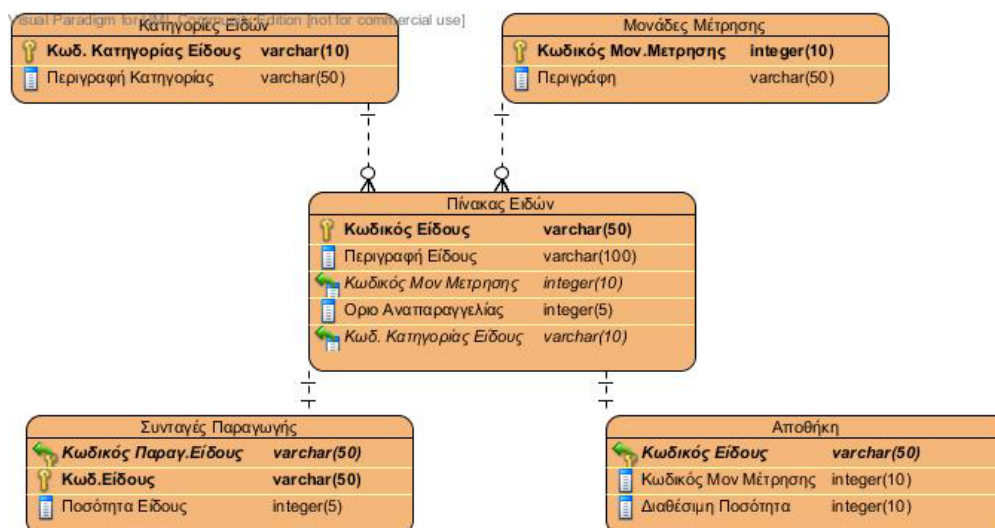 Visual Paradigm for UML Community Edition [not for commercial use]
Κατηγορίες Ειδών
Κωδ. Κατηγορίας Είδους varchar(10)
Περιγραφή Κατηγορίας varchar(50)
Μονάδες Μέτρησης
Κωδικός Μον.Μετρησης integer(10)
Περιγράφη varchar(50)
Πίνακας Ειδών
Κωδικός Είδους varchar(50)
Περιγραφή Είδους varchar(100)
Κωδικός Μον Μετρησης integer(10)
Οριο Αναπαραγγελίας integer(5)
Κωδ. Κατηγορίας Είδους varchar(10)
Συνταγές Παραγωγής
Κωδικός Παραγ.Είδους varchar(50)
Κωδ.Είδους varchar(50)
Ποσότητα Είδους integer(5)
Αποθήκη
Κωδικός Είδους varchar(50)
Κωδικός Μον Μέτρησης integer(10)
Διαθέσιμη Ποσότητα integer(10)